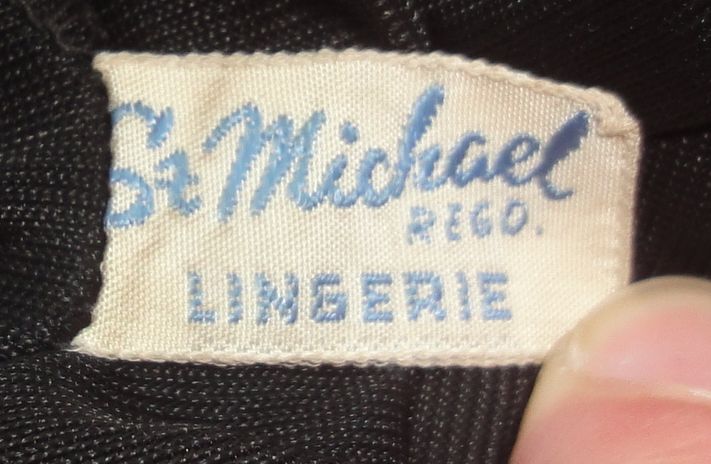 St Michael
REGD.
LINGERIE